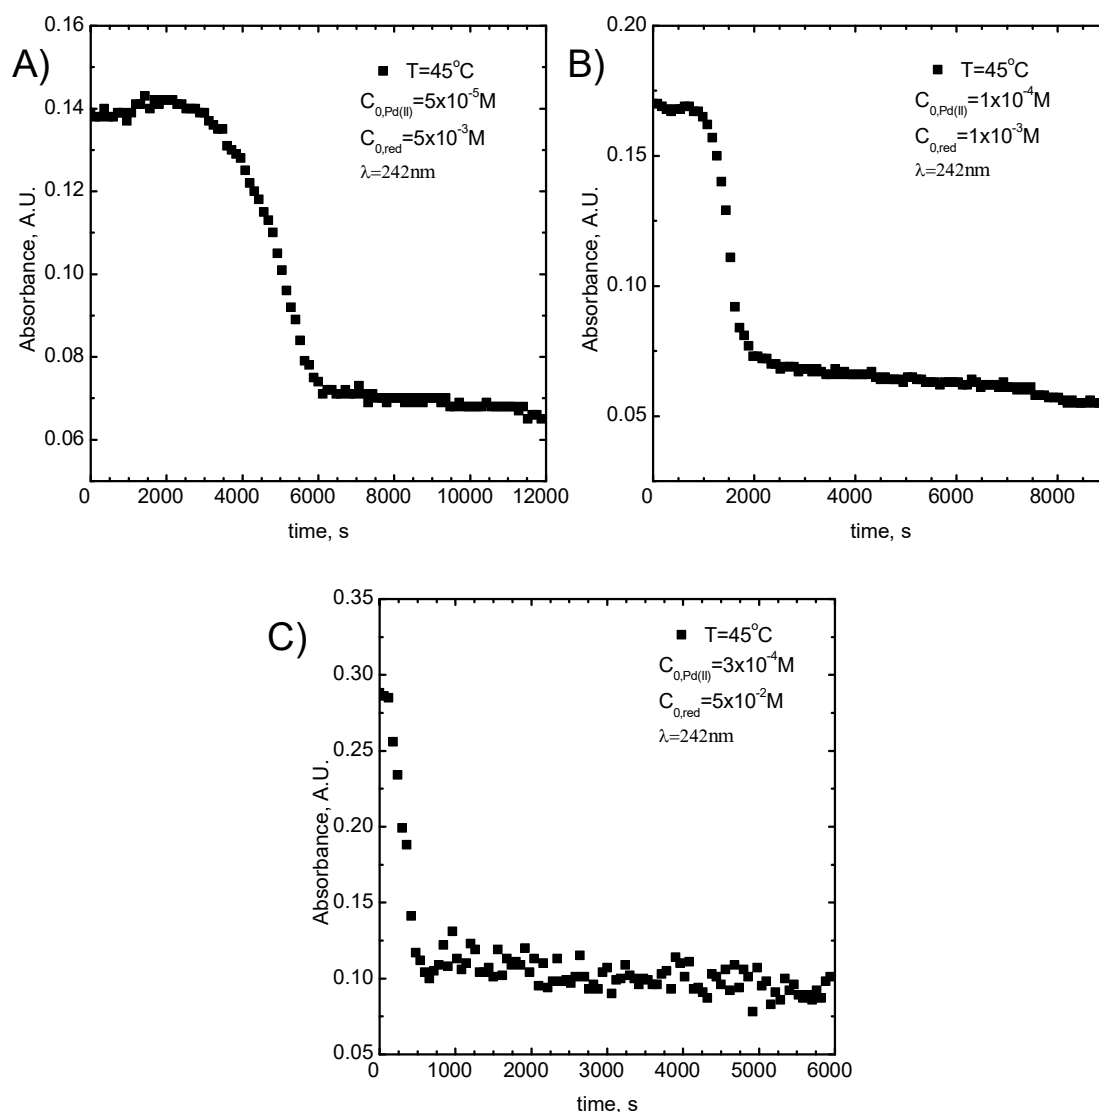 A)
0.16
0.14
0.12
0.10
0.08
0.06
Absorbance, A.U.
T=45°C
C0,Pd(II)=5x10-5M
C0,red=5x10-3M
λ=242nm
0 2000 4000 6000 8000 10000 12000
time, s
B)
0.20
0.15
0.10
0.05
Absorbance, A.U.
T=45°C
C0,Pd(II)=1x10-4M
C0,red=1x10-3M
λ=242nm
0 2000 4000 6000 8000
time, s
C)
0.35
0.30
0.25
0.20
0.15
0.10
0.05
Absorbance, A.U.
T=45°C
C0,Pd(II)=3x10-4M
C0,red=5x10-2M
λ=242nm
0 1000 2000 3000 4000 5000 6000
time, s